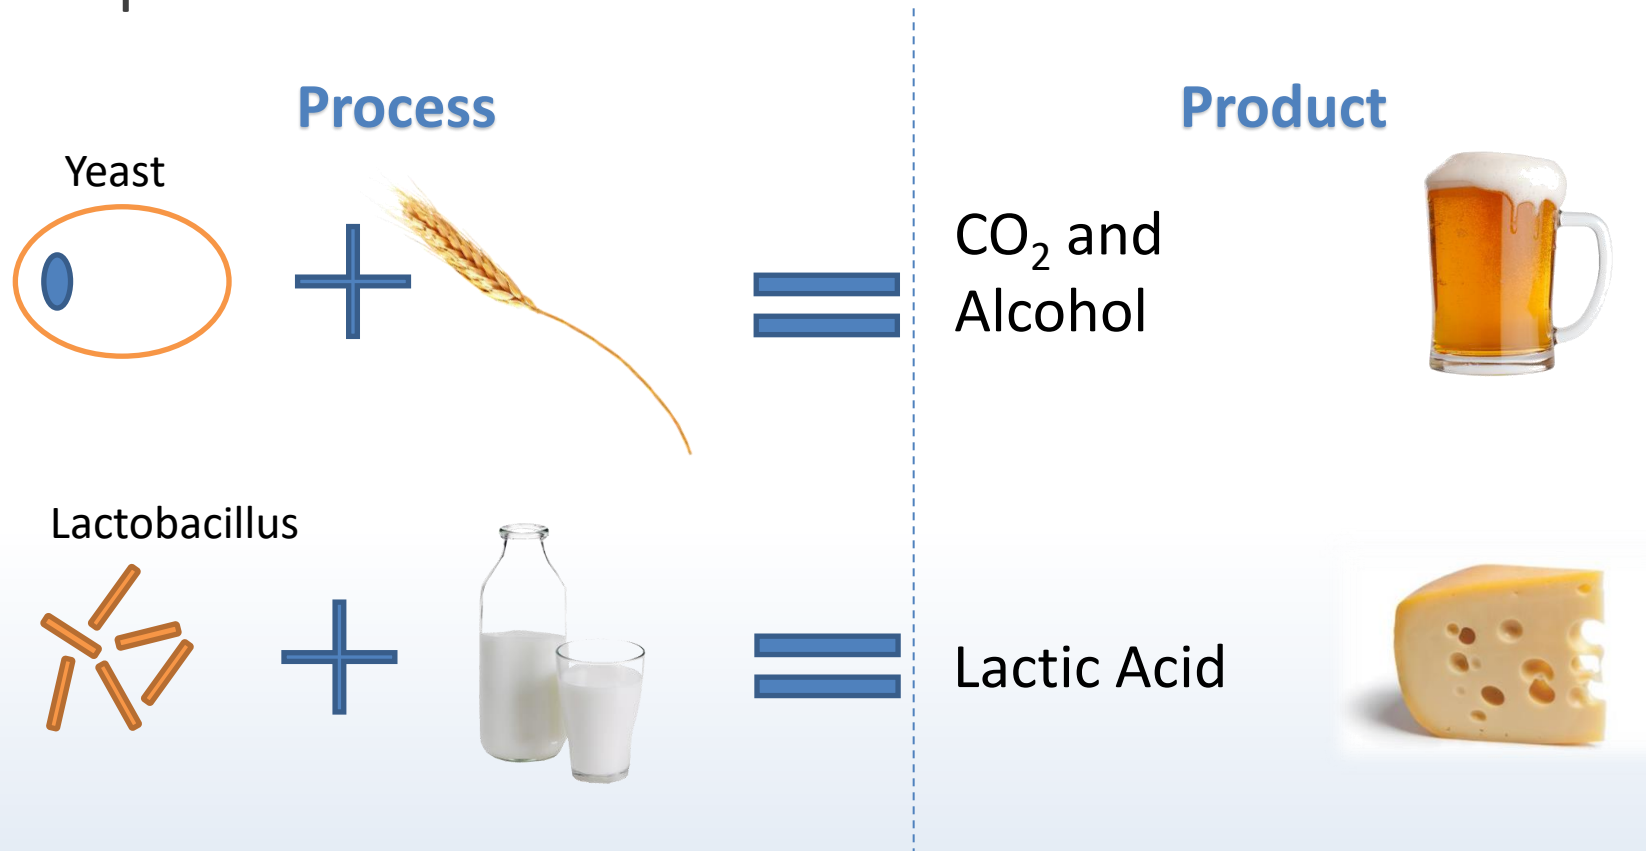 Process
Product
Yeast
CO₂ and
Alcohol
Lactobacillus
Lactic Acid